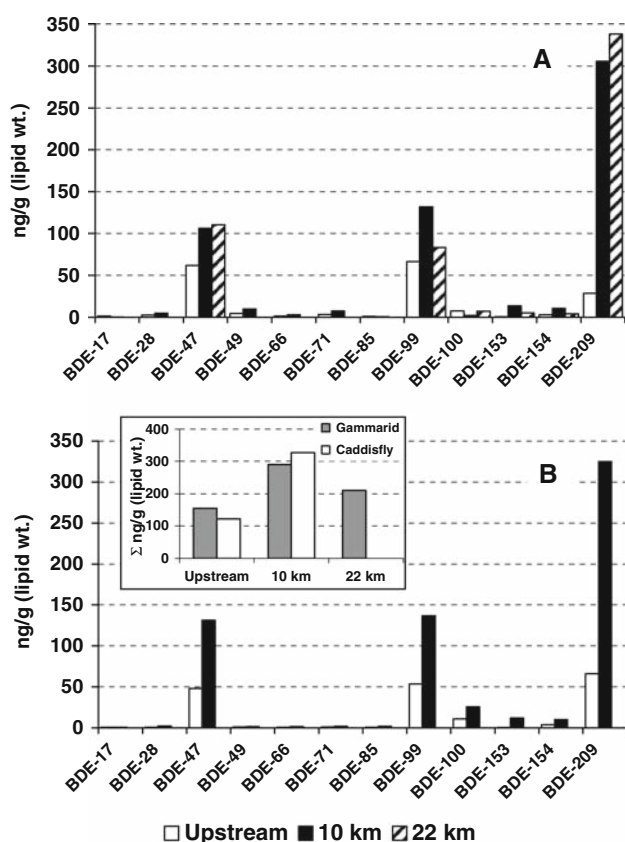 A
ng/g (lipid wt.)
350
300
250
200
150
100
50
0
BDE-17
BDE-28
BDE-47
BDE-49
BDE-66
BDE-71
BDE-85
BDE-99
BDE-100
BDE-153
BDE-154
BDE-209
B
ng/g (lipid wt.)
350
300
250
200
150
100
50
0
Σ ng/g (lipid wt.)
400
300
200
100
0
Gammarid
Caddisfly
Upstream
10 km
22 km
BDE-17
BDE-28
BDE-47
BDE-49
BDE-66
BDE-71
BDE-85
BDE-99
BDE-100
BDE-153
BDE-154
BDE-209
Upstream 10 km 22 km